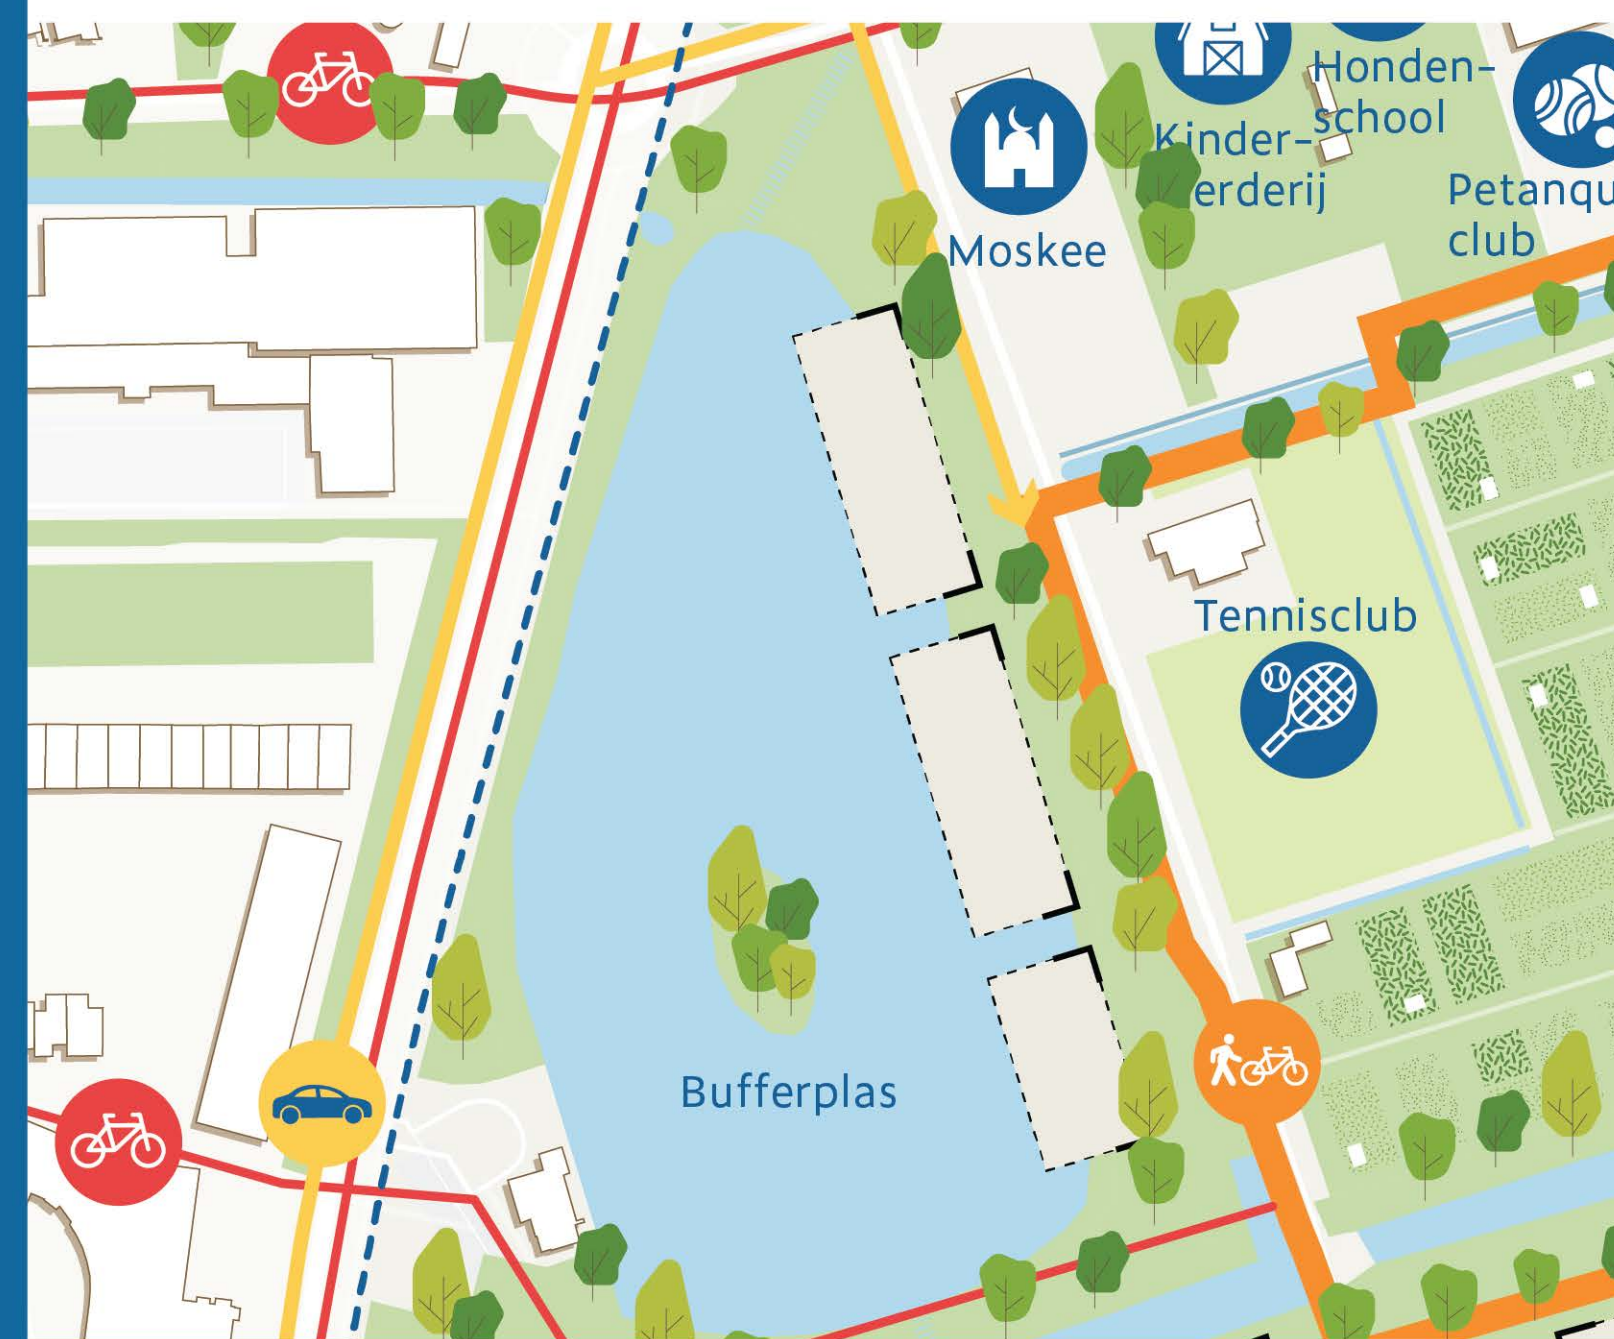 Honden-
school
Kinder-
erderij
Petanqu
club
Moskee
Tennisclub
Bufferplas